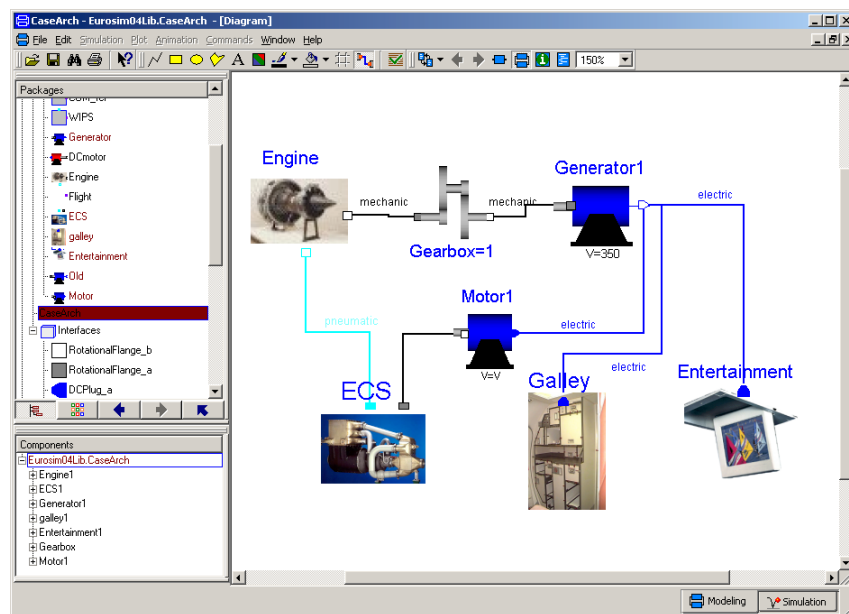 CaseArch - Eurosim04Lib.CaseArch - [Diagram]
File Edit Simulation Plot Animation Commands Window Help
A
150%
Packages
WIPS
Generator
DCmotor
Engine
Flight
ECS
galley
Entertainment
Old
Motor
CaseArch
Interfaces
RotationalFlange_b
RotationalFlange_a
DCPlug_a
Components
Eurosim04Lib.CaseArch
Engine1
ECS1
Generator1
galley1
Entertainment1
Gearbox
Motor1
Engine
mechanic
Gearbox=1
mechanic
Generator1
V=350
electric
pneumatic
Motor1
V=V
electric
electric
ECS
Galley
Entertainment
Modeling
Simulation